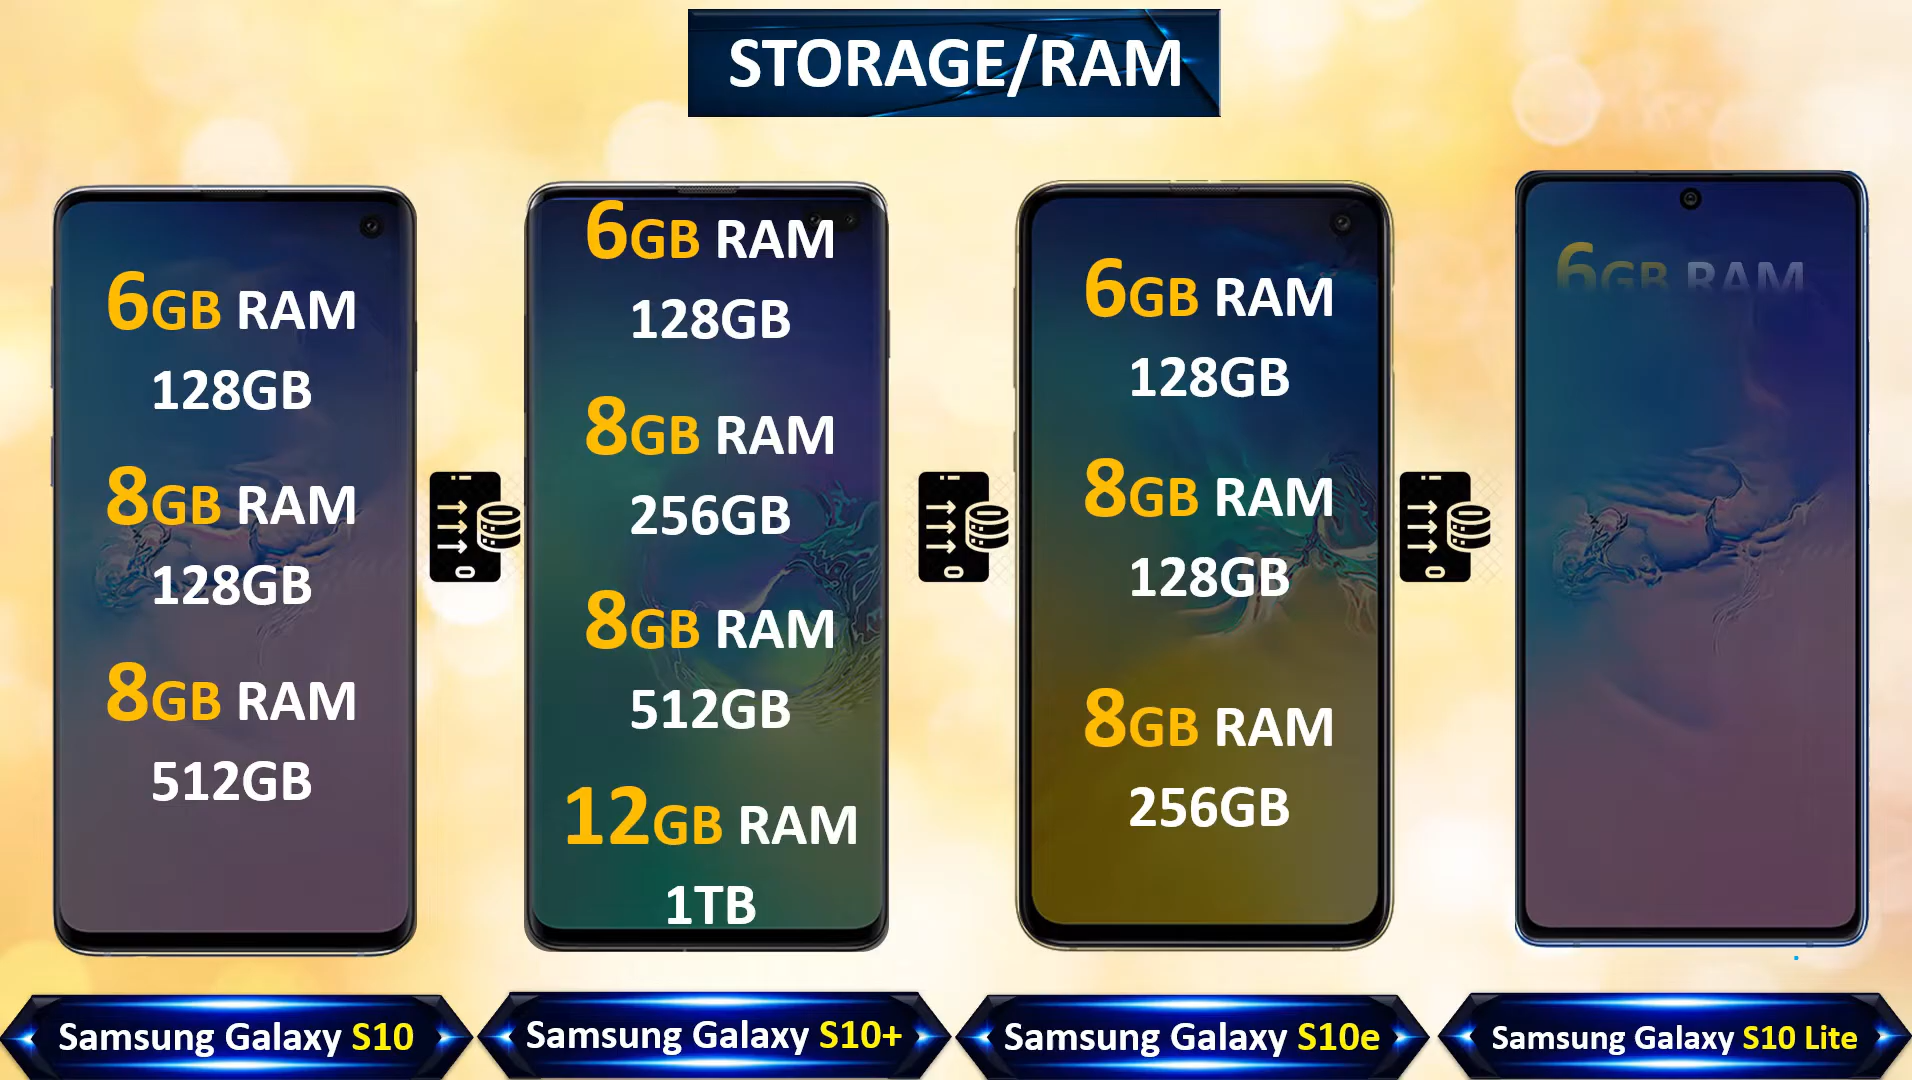 STORAGE/RAM
6GB RAM
128GB
8GB RAM
128GB
8GB RAM
512GB
6GB RAM
128GB
8GB RAM
256GB
8GB RAM
512GB
12GB RAM
1TB
6GB RAM
128GB
8GB RAM
128GB
8GB RAM
256GB
6GB RAM
Samsung Galaxy S10
Samsung Galaxy S10+
Samsung Galaxy S10e
Samsung Galaxy S10 Lite